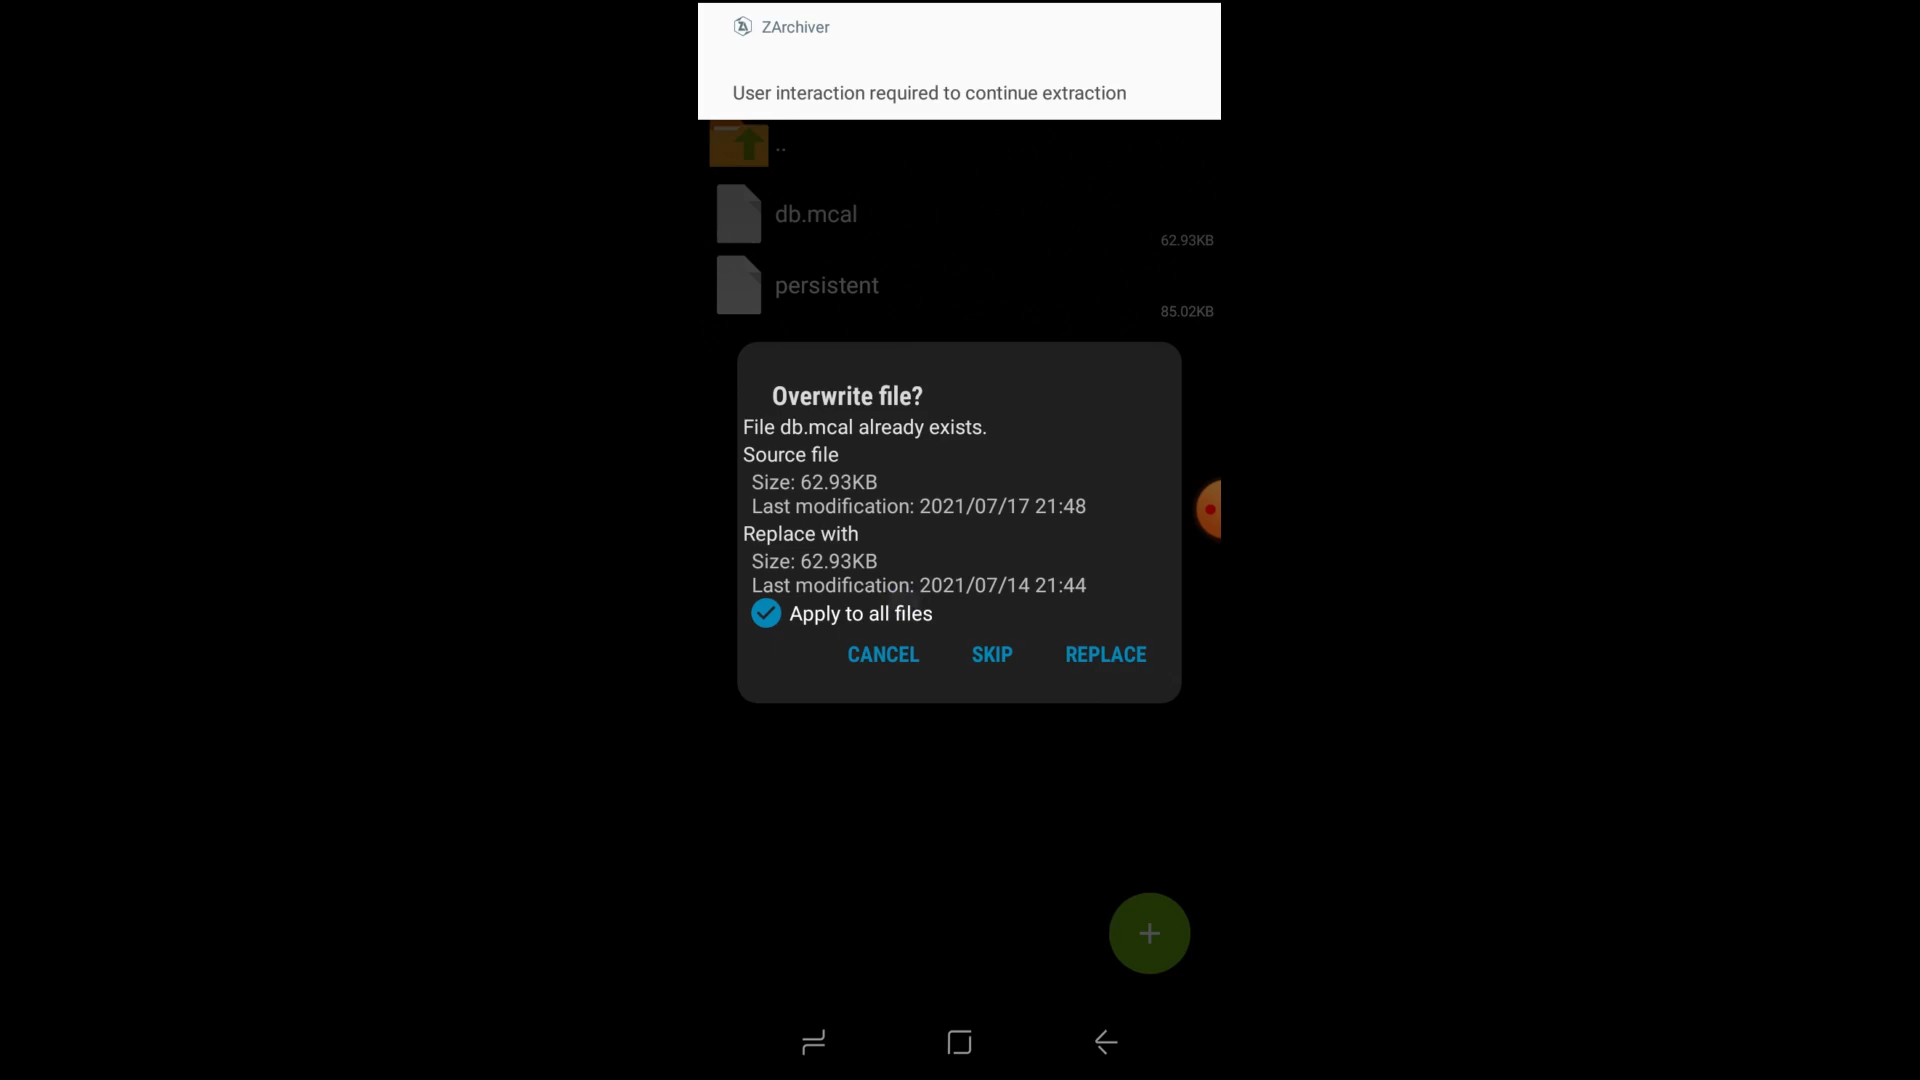 ZArchiver
User interaction required to continue extraction
..
db.mcal
62.93KB
persistent
85.02KB
Overwrite file?
File db.mcal already exists.
Source file
Size: 62.93KB
Last modification: 2021/07/17 21:48
Replace with
Size: 62.93KB
Last modification: 2021/07/14 21:44
Apply to all files
CANCEL SKIP REPLACE